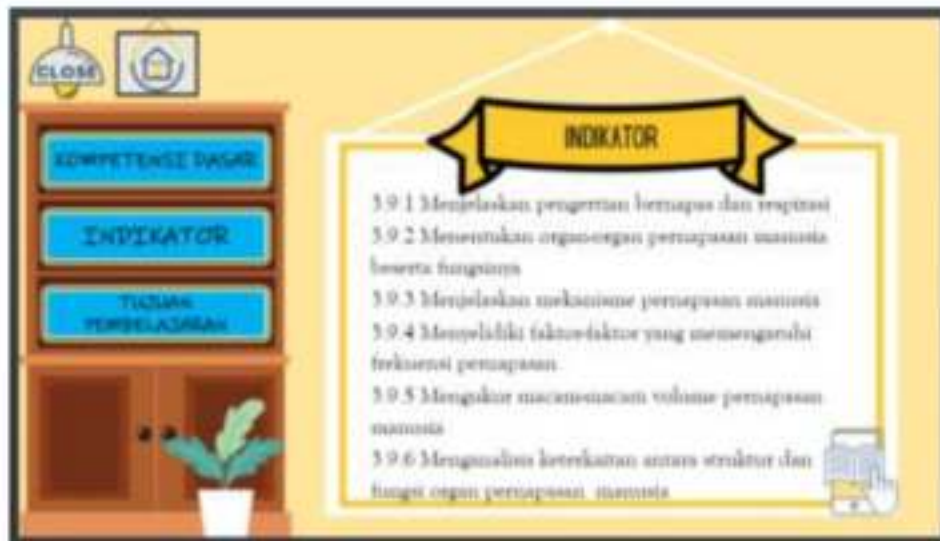 CLOSE
KOMPETENSI DASAR
INDIKATOR
TUJUAN
PEMBELAJARAN
INDIKATOR
3.9.1 Menjelaskan pengertian bernapas dan respirasi
3.9.2 Menentukan organ-organ pernapasan manusia
beserta fungsinya
3.9.3 Menjelaskan mekanisme pernapasan manusia
3.9.4 Menyelidiki faktor-faktor yang memengaruhi
frekuensi pernapasan
3.9.5 Mengukur macam-macam volume pernapasan
manusia
3.9.6 Menganalisis keterkaitan antara struktur dan
fungsi organ pernapasan manusia